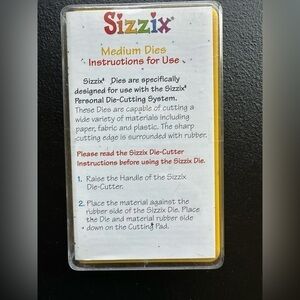 Sizzix
Medium Dies
Instructions for Use
Sizzix® Dies are specifically
designed for use with the Sizzix®
Personal Die-Cutting System.
These Dies are capable of cutting a
wide variety of materials including
paper, fabric and plastic. The sharp
cutting edge is surrounded with rubber.
Please read the Sizzix Die-Cutter
Instructions before using the Sizzix Die.
1. Raise the Handle of the Sizzix
Die-Cutter.
2. Place the material against the
rubber side of the Sizzix Die. Place
the Die and material rubber side
down on the Cutting Pad.